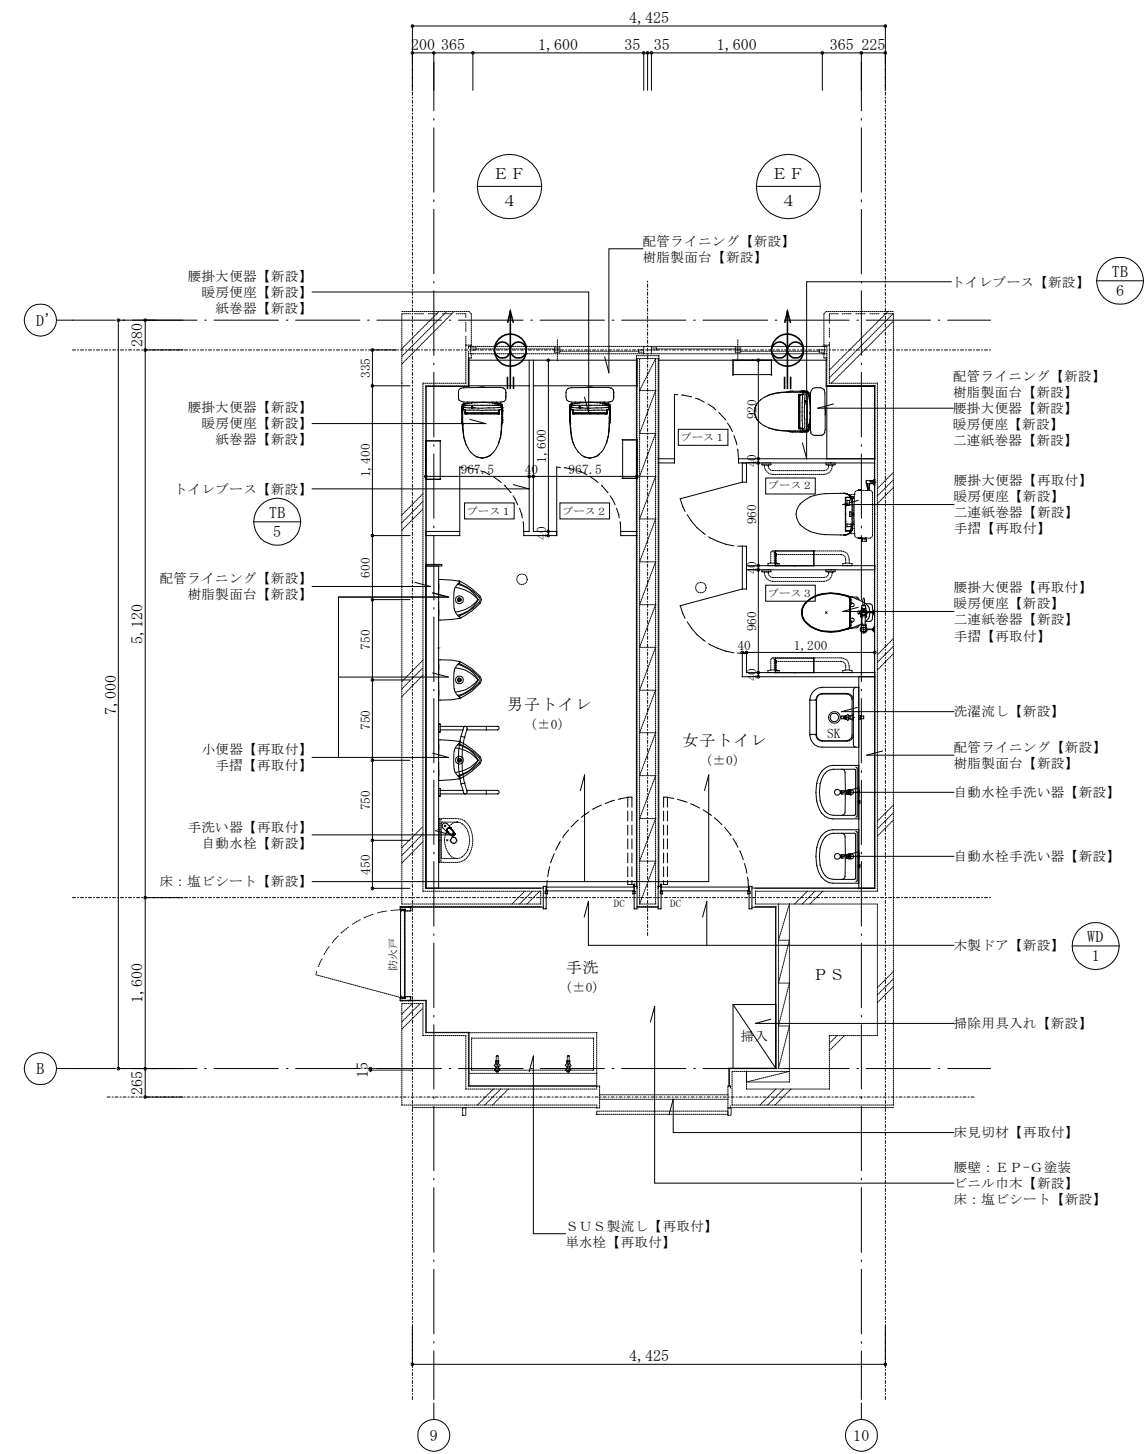 4,425
200 365 1,600 35 35 1,600 365 225
ＥＦ
4
ＥＦ
4
配管ライニング【新設】
樹脂製面台【新設】
腰掛大便器【新設】
暖房便座【新設】
紙巻器【新設】
トイレブース【新設】
TB
6
D'
280
335
腰掛大便器【新設】
暖房便座【新設】
紙巻器【新設】
1,400
1,600
967.5 40 967.5
40
ブース1
ブース2
トイレブース【新設】
TB
5
配管ライニング【新設】
樹脂製面台【新設】
配管ライニング【新設】
樹脂製面台【新設】
腰掛大便器【新設】
暖房便座【新設】
二連紙巻器【新設】
920
40
ブース1
ブース2
腰掛大便器【再取付】
暖房便座【新設】
二連紙巻器【新設】
手摺【再取付】
960
40
ブース3
腰掛大便器【再取付】
暖房便座【新設】
二連紙巻器【新設】
手摺【再取付】
960
40 1,200
40
600
750
750
750
450
5,120
7,000
男子トイレ
(±0)
女子トイレ
(±0)
SK
洗濯流し【新設】
配管ライニング【新設】
樹脂製面台【新設】
小便器【再取付】
手摺【再取付】
自動水栓手洗い器【新設】
手洗い器【再取付】
自動水栓【新設】
自動水栓手洗い器【新設】
床：塩ビシート【新設】
DC DC
防火戸
木製ドア【新設】
WD
1
手洗
(±0)
ＰＳ
1,600
掃入
掃除用具入れ【新設】
B
15
265
床見切材【再取付】
腰壁：ＥＰ-Ｇ塗装
ビニル巾木【新設】
床：塩ビシート【新設】
ＳＵＳ製流し【再取付】
単水栓【再取付】
4,425
9
10